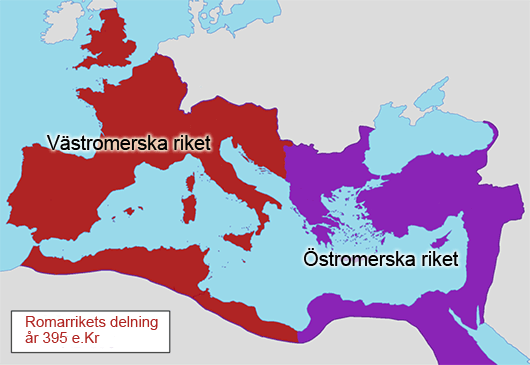 Västromerska riket
Östromerska riket
Romarrikets delning
år 395 e.Kr